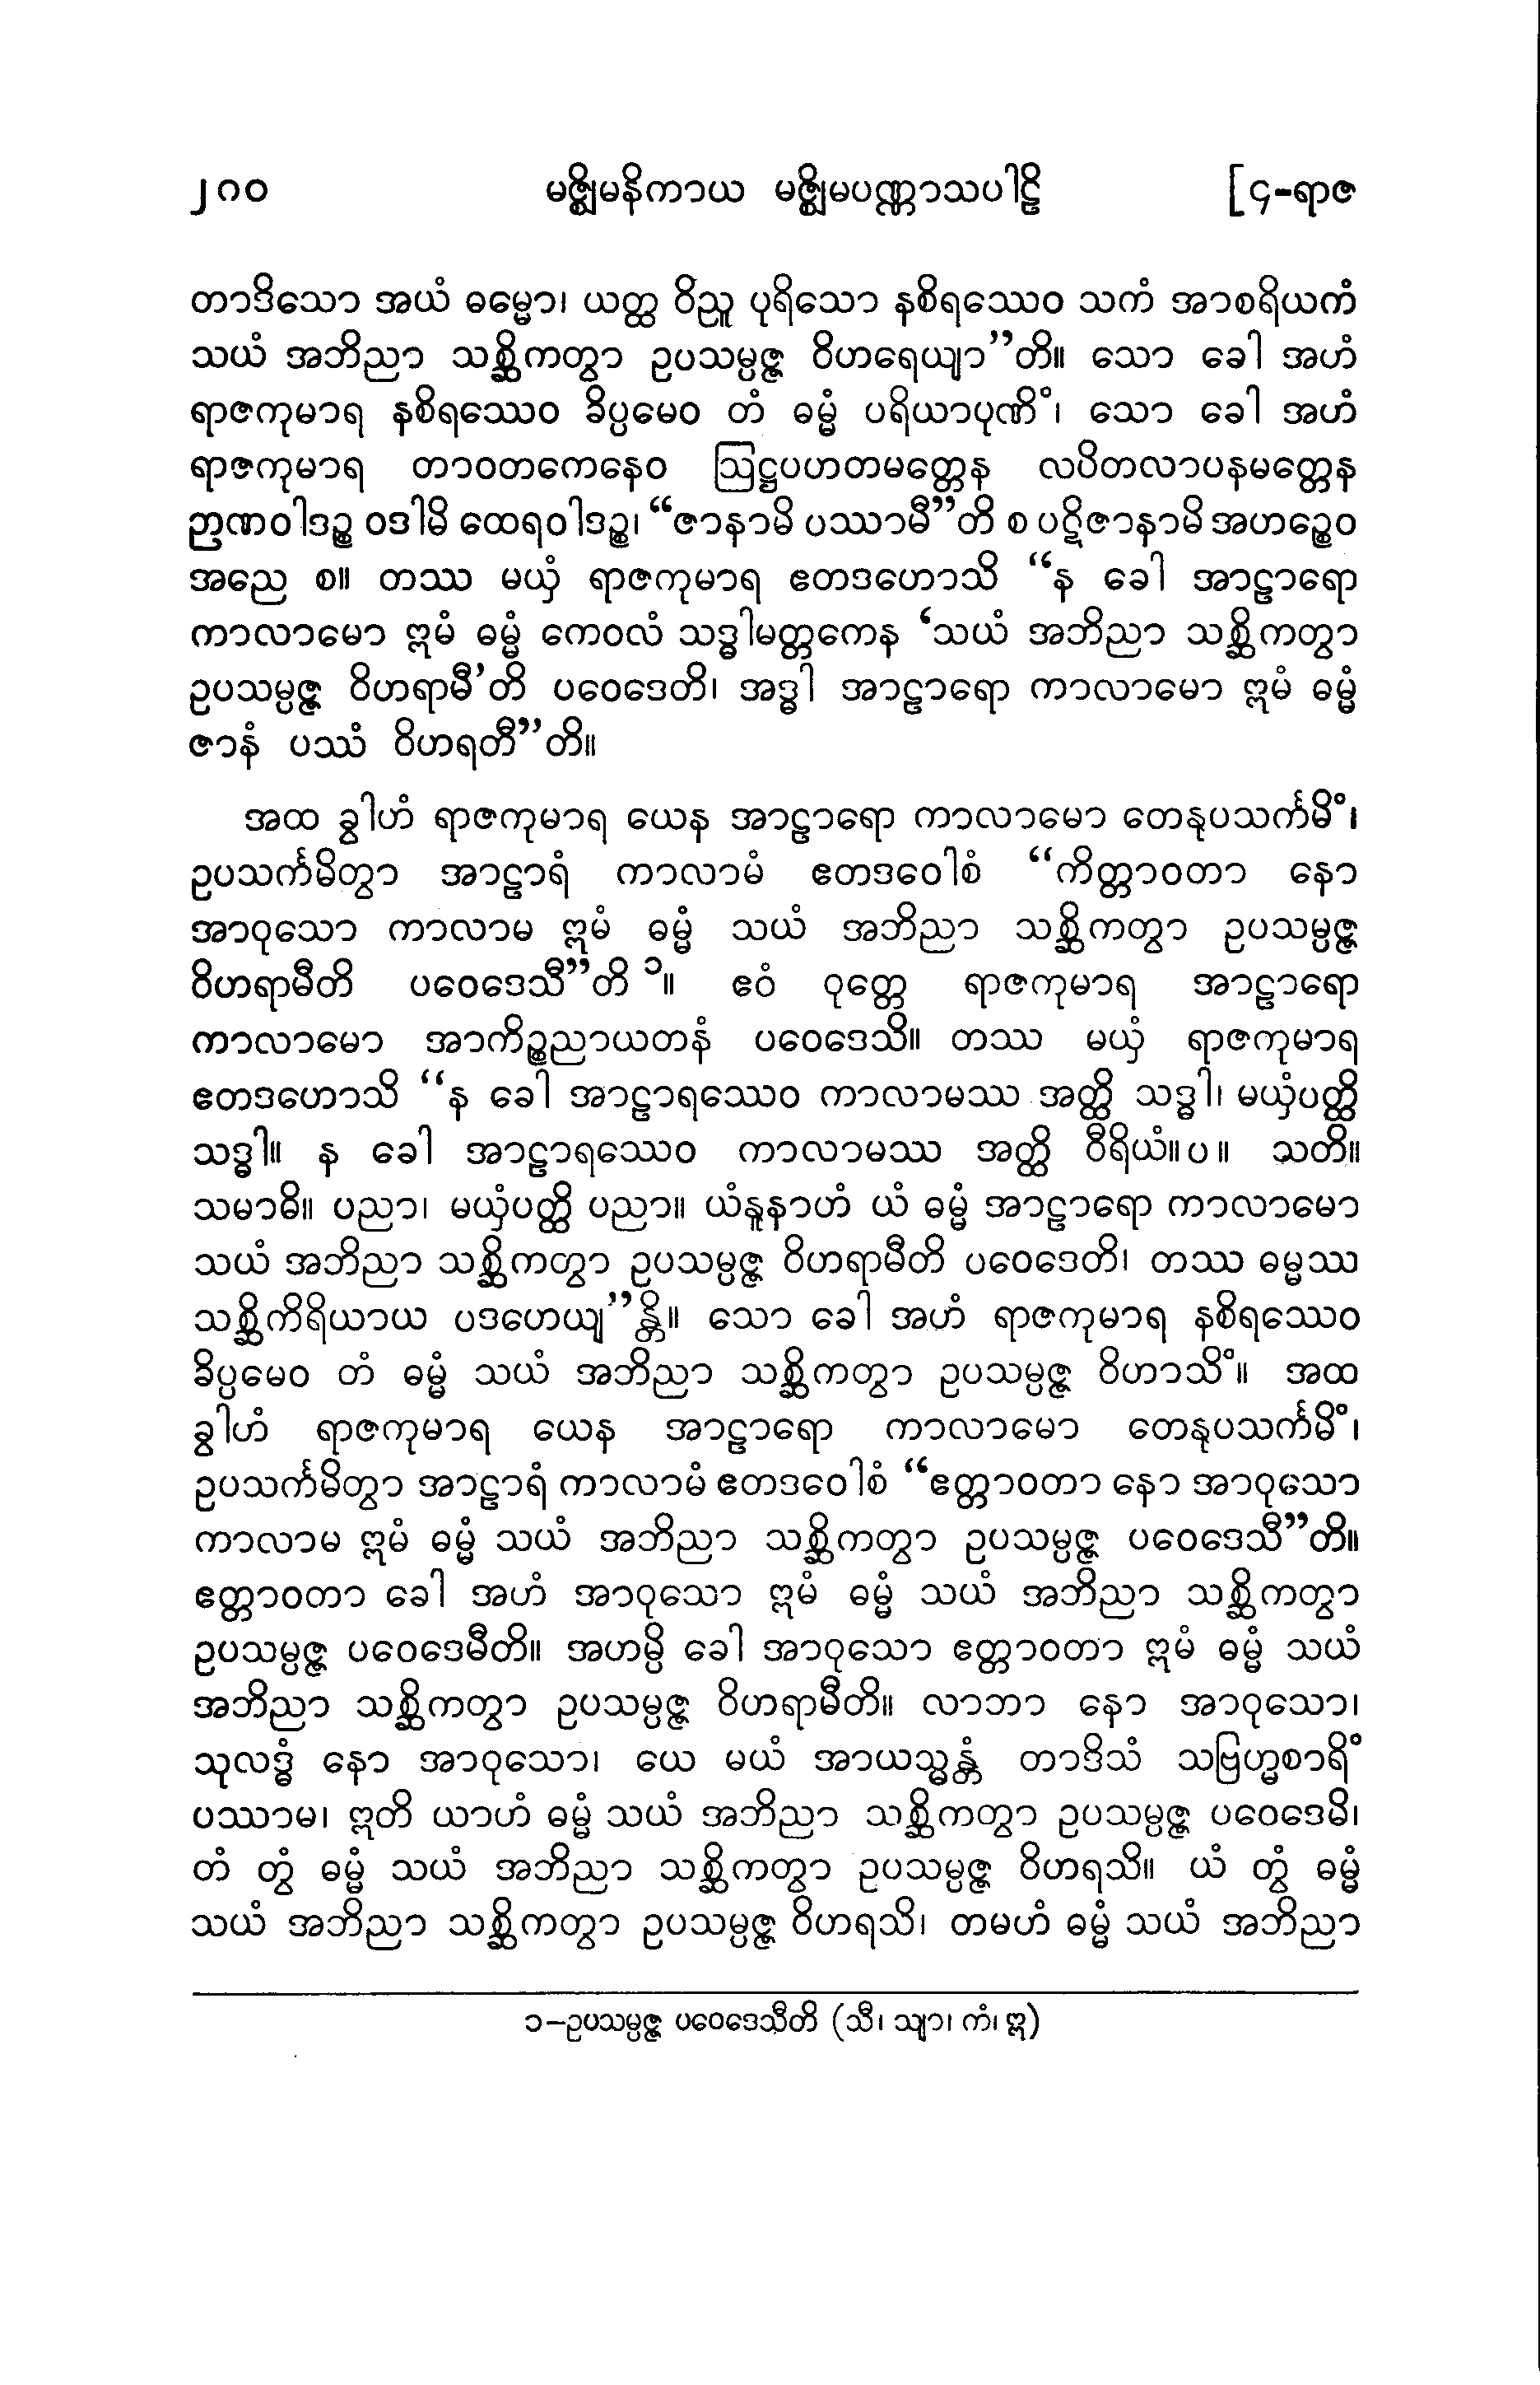 ၂၈၀ မဇ္ဈိမနိကာယ မဇ္ဈိမပဏ္ဏာသပါဠိ [၄-ရာဇ
တာဒိသော အယံ ဓမ္မော၊ ယတ္ထ ဝိညူ ပုရိသော နစိရဿေဝ သကံ အာစရိယကံ
သယံ အဘိညာ သစ္ဆိကတွာ ဥပသမ္ပဇ္ဇ ဝိဟရေယျာ”တိ။ သော ခေါ အဟံ
ရာဇကုမာရ နစိရဿေဝ ခိပ္ပမေဝ တံ ဓမ္မံ ပရိယာပုဏိံ၊ သော ခေါ အဟံ
ရာဇကုမာရ တာဝတကေနေဝ ဩဋ္ဌပဟတမတ္တေန လပိတလာပနမတ္တေန
ဉာဏဝါဒဉ္စ ဝဒါမိ ထေရဝါဒဉ္စ၊ “ဇာနာမိ ပဿာမီ”တိ စ ပဋိဇာနာမိ အဟဉ္စေဝ
အညေ စ။ တဿ မယှံ ရာဇကုမာရ ဧတဒဟောသိ “န ခေါ အာဠာရော
ကာလာမော ဣမံ ဓမ္မံ ကေဝလံ သဒ္ဓါမတ္တကေန ‘သယံ အဘိညာ သစ္ဆိကတွာ
ဥပသမ္ပဇ္ဇ ဝိဟရာမီ’တိ ပဝေဒေတိ၊ အဒ္ဓါ အာဠာရော ကာလာမော ဣမံ ဓမ္မံ
ဇာနံ ပဿံ ဝိဟရတီ”တိ။
အထ ခွါဟံ ရာဇကုမာရ ယေန အာဠာရော ကာလာမော တေနုပသင်္ကမိံ၊
ဥပသင်္ကမိတွာ အာဠာရံ ကာလာမံ ဧတဒဝေါစံ “ကိတ္တာဝတာ နော
အာဝုသော ကာလာမ ဣမံ ဓမ္မံ သယံ အဘိညာ သစ္ဆိကတွာ ဥပသမ္ပဇ္ဇ
ဝိဟရာမီတိ ပဝေဒေသီ”တိ ၁။ ဧဝံ ဝုတ္တေ ရာဇကုမာရ အာဠာရော
ကာလာမော အာကိဉ္စညာယတနံ ပဝေဒေသိ။ တဿ မယှံ ရာဇကုမာရ
ဧတဒဟောသိ “န ခေါ အာဠာရဿေဝ ကာလာမဿ အတ္ထိ သဒ္ဓါ၊ မယှံပတ္ထိ
သဒ္ဓါ။ န ခေါ အာဠာရဿေဝ ကာလာမဿ အတ္ထိ ဝီရိယံ။ပ။ သတိ။
သမာဓိ။ ပညာ၊ မယှံပတ္ထိ ပညာ။ ယံနူနာဟံ ယံ ဓမ္မံ အာဠာရော ကာလာမော
သယံ အဘိညာ သစ္ဆိကတွာ ဥပသမ္ပဇ္ဇ ဝိဟရာမီတိ ပဝေဒေတိ၊ တဿ ဓမ္မဿ
သစ္ဆိကိရိယာယ ပဒဟေယျ”န္တိ။ သော ခေါ အဟံ ရာဇကုမာရ နစိရဿေဝ
ခိပ္ပမေဝ တံ ဓမ္မံ သယံ အဘိညာ သစ္ဆိကတွာ ဥပသမ္ပဇ္ဇ ဝိဟာသိံ။ အထ
ခွါဟံ ရာဇကုမာရ ယေန အာဠာရော ကာလာမော တေနုပသင်္ကမိံ၊
ဥပသင်္ကမိတွာ အာဠာရံ ကာလာမံ ဧတဒဝေါစံ “ဧတ္တာဝတာ နော အာဝုသော
ကာလာမ ဣမံ ဓမ္မံ သယံ အဘိညာ သစ္ဆိကတွာ ဥပသမ္ပဇ္ဇ ပဝေဒေသီ”တိ။
ဧတ္တာဝတာ ခေါ အဟံ အာဝုသော ဣမံ ဓမ္မံ သယံ အဘိညာ သစ္ဆိကတွာ
ဥပသမ္ပဇ္ဇ ပဝေဒေမီတိ။ အဟမ္ပိ ခေါ အာဝုသော ဧတ္တာဝတာ ဣမံ ဓမ္မံ သယံ
အဘိညာ သစ္ဆိကတွာ ဥပသမ္ပဇ္ဇ ဝိဟရာမီတိ။ လာဘာ နော အာဝုသော၊
သုလဒ္ဓံ နော အာဝုသော၊ ယေ မယံ အာယသ္မန္တံ တာဒိသံ သဗြဟ္မစာရိံ
ပဿာမ၊ ဣတိ ယာဟံ ဓမ္မံ သယံ အဘိညာ သစ္ဆိကတွာ ဥပသမ္ပဇ္ဇ ပဝေဒေမိ၊
တံ တွံ ဓမ္မံ သယံ အဘိညာ သစ္ဆိကတွာ ဥပသမ္ပဇ္ဇ ဝိဟရသိ။ ယံ တွံ ဓမ္မံ
သယံ အဘိညာ သစ္ဆိကတွာ ဥပသမ္ပဇ္ဇ ဝိဟရသိ၊ တမဟံ ဓမ္မံ သယံ အဘိညာ
၁-ဥပသမ္ပဇ္ဇ ပဝေဒေသီတိ (သီ၊ သျာ၊ ကံ၊ ဣ)